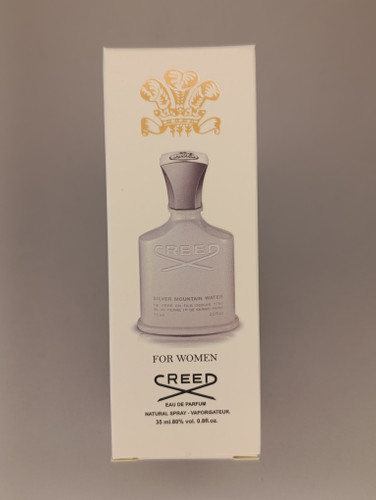 CREED
SILVER MOUNTAIN WATER
FOR WOMEN
CREED
EAU DE PARFUM
NATURAL SPRAY - VAPORISATEUR
35 ml.80% vol. 0.8fl.oz.